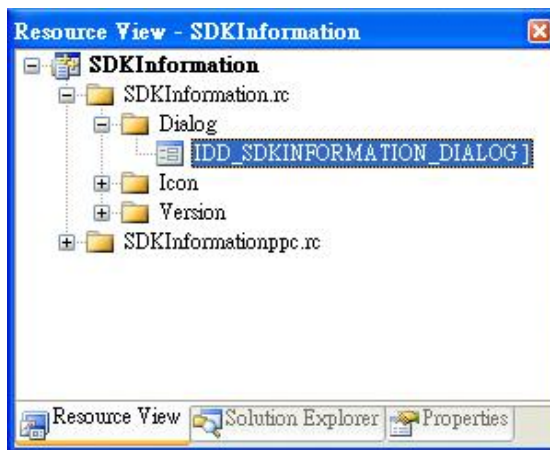 Resource View - SDKInformation
SDKInformation
SDKInformation.rc
Dialog
IDD_SDKINFORMATION_DIALOG ]
Icon
Version
SDKInformationppc.rc
Resource View Solution Explorer Properties